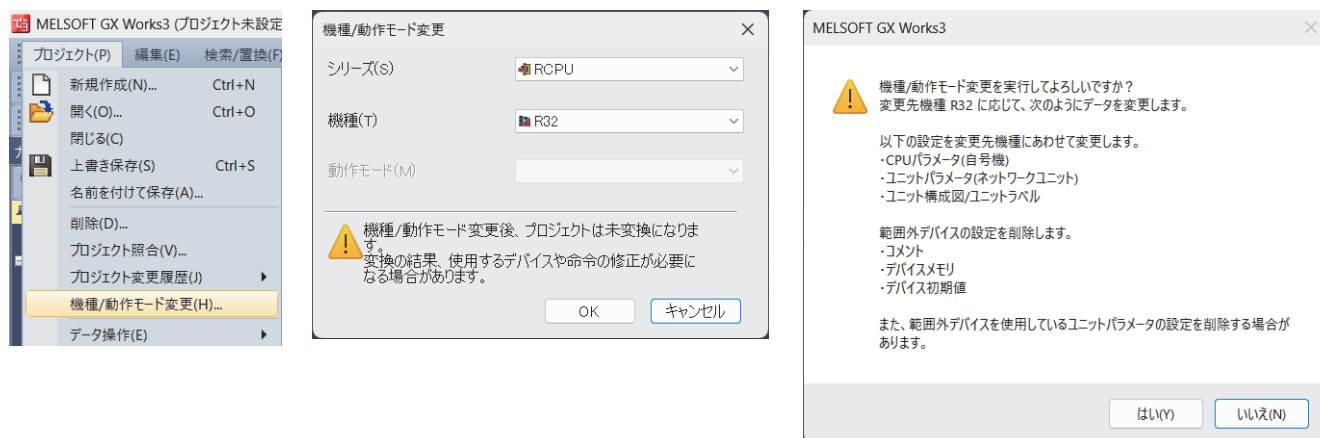 MELSOFT GX Works3 (プロジェクト未設定
プロジェクト(P) 編集(E) 検索/置換(F)
新規作成(N)... Ctrl+N
開く(O)... Ctrl+O
閉じる(C)
上書き保存(S) Ctrl+S
名前を付けて保存(A)...
削除(D)...
プロジェクト照合(V)...
プロジェクト変更履歴(J)
機種/動作モード変更(H)...
データ操作(E)
機種/動作モード変更
シリーズ(S) RCPU
機種(T) R32
動作モード(M)
機種/動作モード変更後、プロジェクトは未変換になりま
す。
変換の結果、使用するデバイスや命令の修正が必要に
なる場合があります。
OK キャンセル
MELSOFT GX Works3
機種/動作モード変更を実行してよろしいですか?
変更先機種 R32 に応じて、次のようにデータを変更します。
以下の設定を変更先機種にあわせて変更します。
・CPUパラメータ(自号機)
・ユニットパラメータ(ネットワークユニット)
・ユニット構成図/ユニットラベル
範囲外デバイスの設定を削除します。
・コメント
・デバイスメモリ
・デバイス初期値
また、範囲外デバイスを使用しているユニットパラメータの設定を削除する場合が
あります。
はい(Y) いいえ(N)